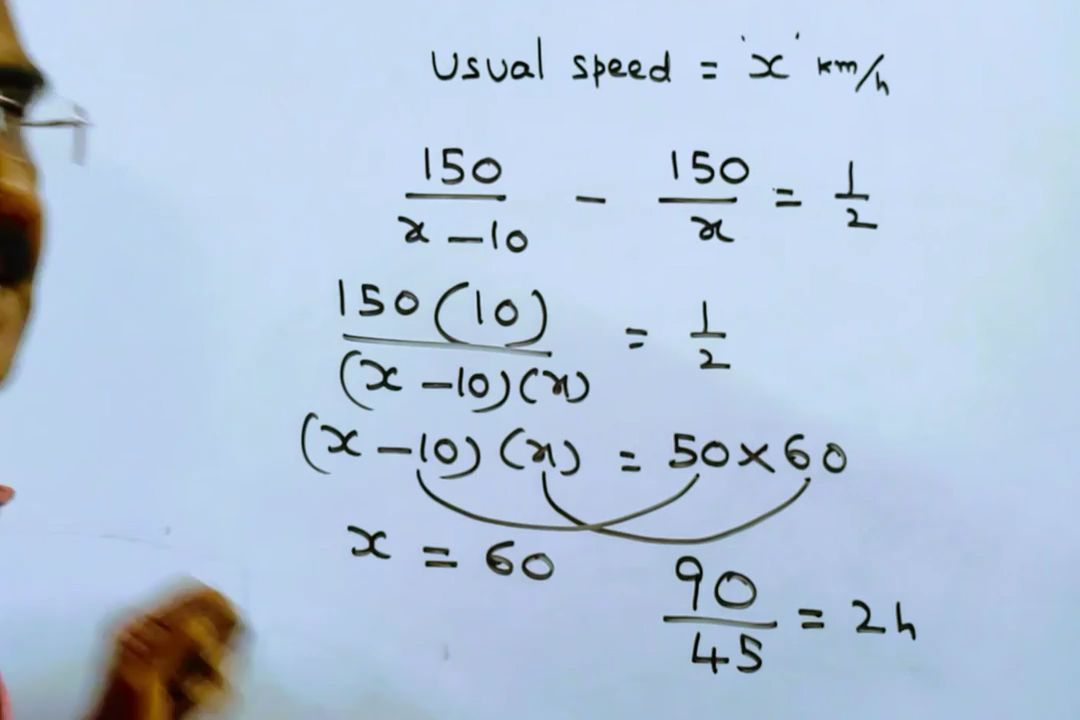 Usual speed = 'x' km/h
150/(x-10) - 150/x = 1/2
150(10)/((x-10)(x)) = 1/2
(x-10)(x) = 50×60
x = 60
90/45 = 2h